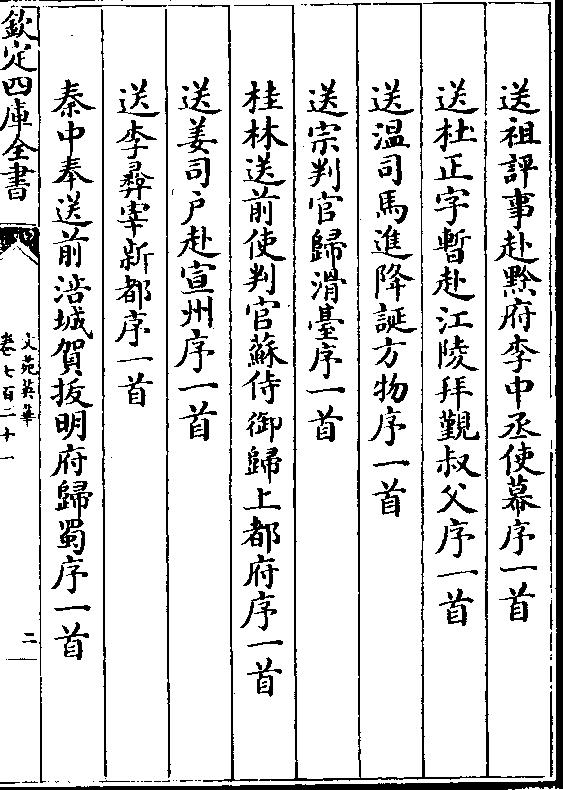 送祖評事赴黔府李中丞使幕序一首
送杜正字暫赴江陵拜覲叔父序一首
送温司馬進降誕方物序一首
送宗判官歸滑臺序一首
桂林送前使判官蘇侍御歸上都府序一首
送姜司户赴宣州序一首
送李彛宰新都序一首
秦中奉送前浩城賀拔明府歸蜀序一首
欽定四庫全書
文苑英華
卷七百二十一
二